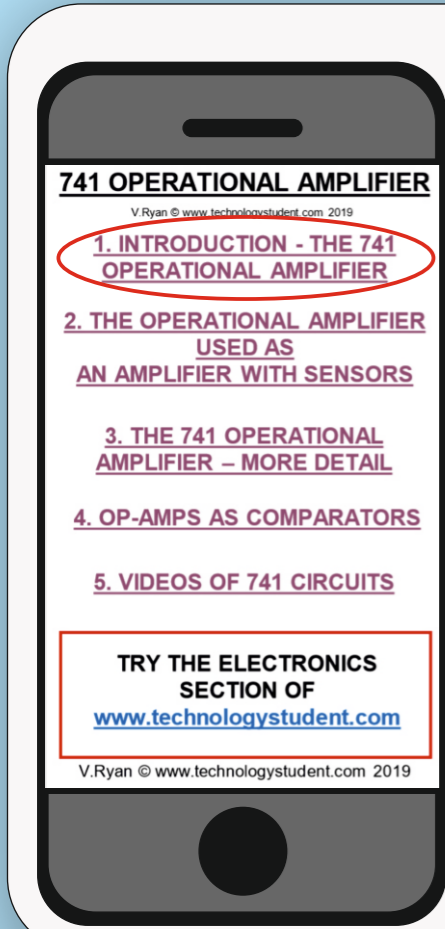 741 OPERATIONAL AMPLIFIER
V.Ryan © www.technologystudent.com 2019
1. INTRODUCTION - THE 741
OPERATIONAL AMPLIFIER
2. THE OPERATIONAL AMPLIFIER
USED AS
AN AMPLIFIER WITH SENSORS
3. THE 741 OPERATIONAL
AMPLIFIER – MORE DETAIL
4. OP-AMPS AS COMPARATORS
5. VIDEOS OF 741 CIRCUITS
TRY THE ELECTRONICS
SECTION OF
www.technologystudent.com
V.Ryan © www.technologystudent.com 2019